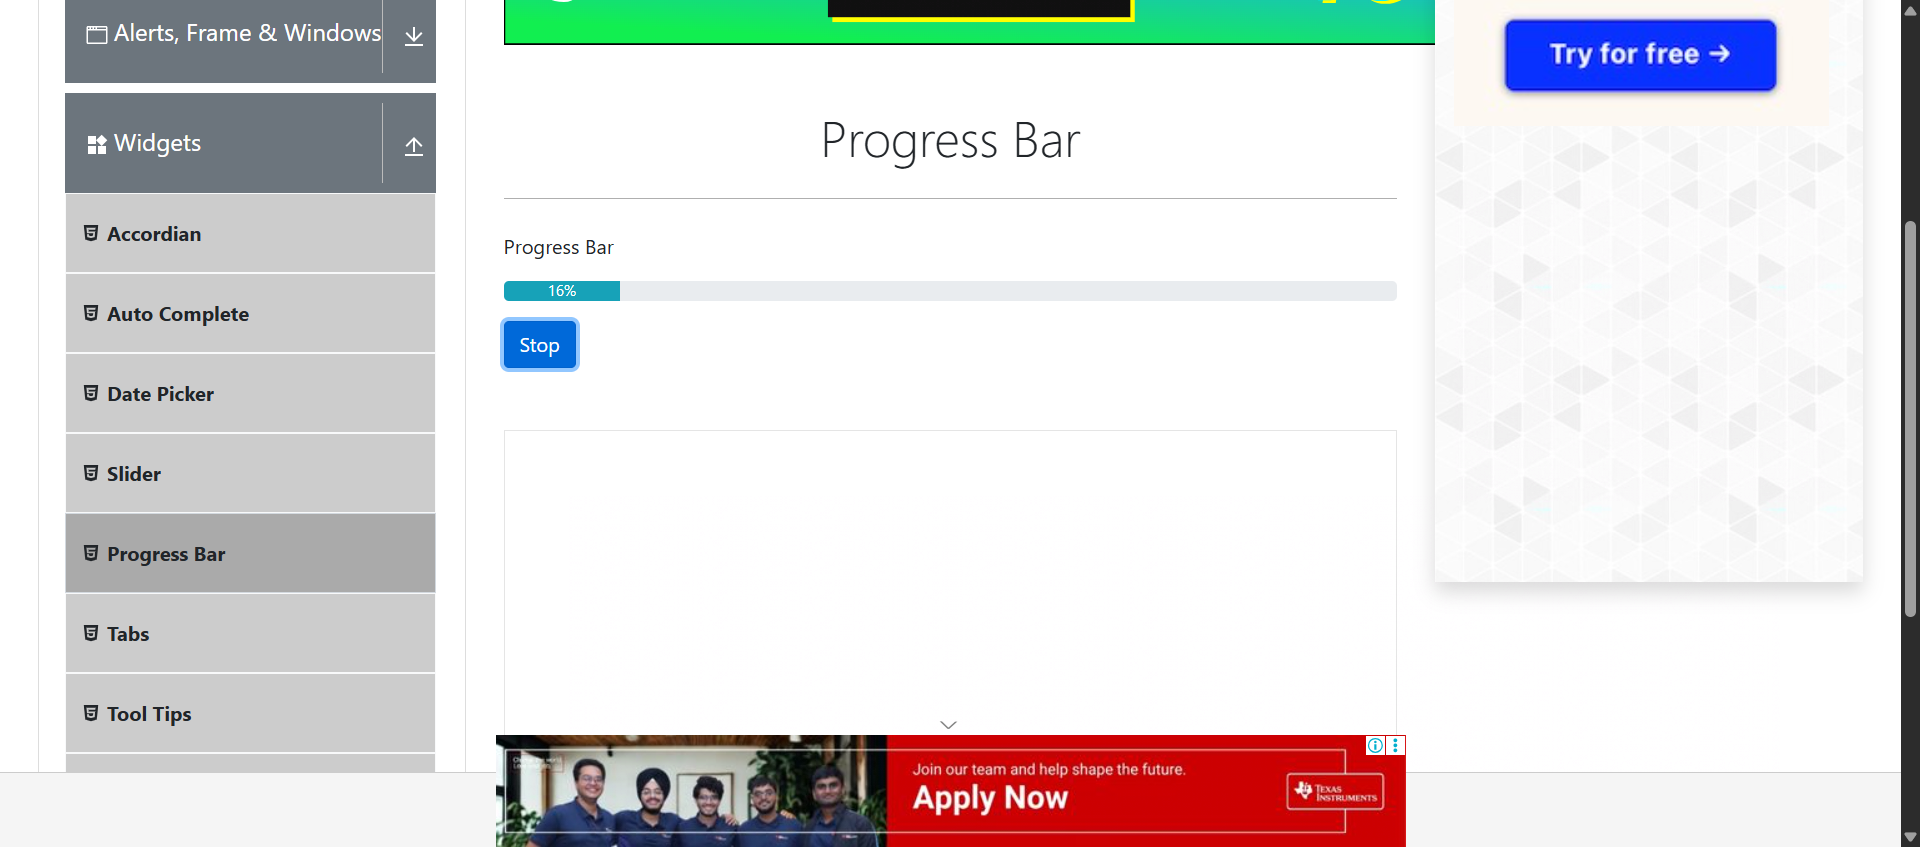 Alerts, Frame & Windows
Try for free →
Widgets
Progress Bar
Accordian
Progress Bar
16%
Auto Complete
Stop
Date Picker
Slider
Progress Bar
Tabs
Tool Tips
Join our team and help shape the future.
Apply Now
TEXAS
INSTRUMENTS